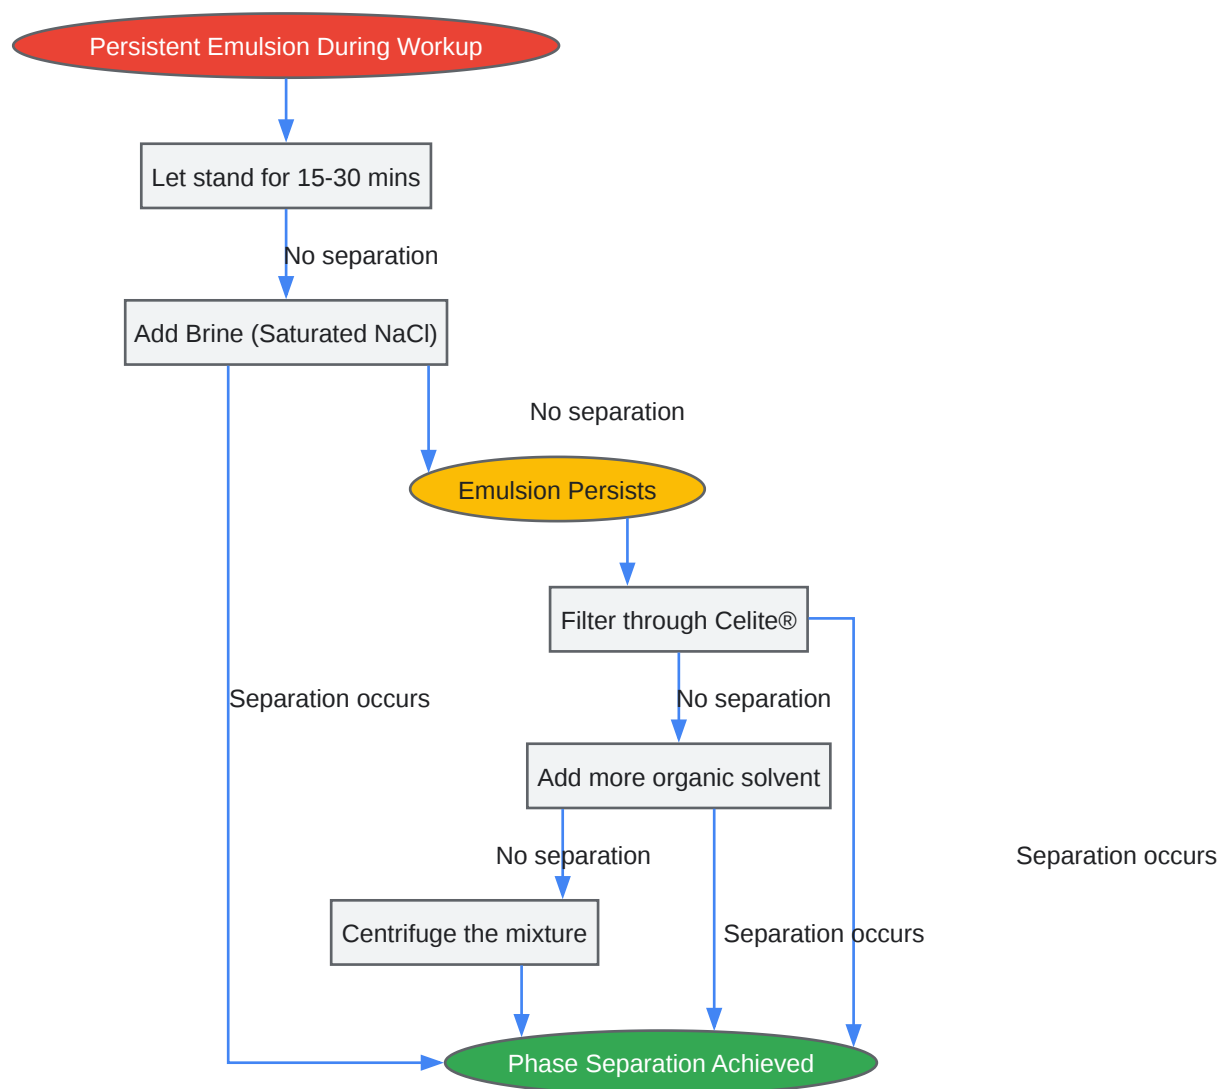 Persistent Emulsion During Workup
Let stand for 15-30 mins
No separation
Add Brine (Saturated NaCl)
No separation
Emulsion Persists
Filter through Celite®
Separation occurs
No separation
Add more organic solvent
No separation
Separation occurs
Centrifuge the mixture
Separation occurs
Phase Separation Achieved